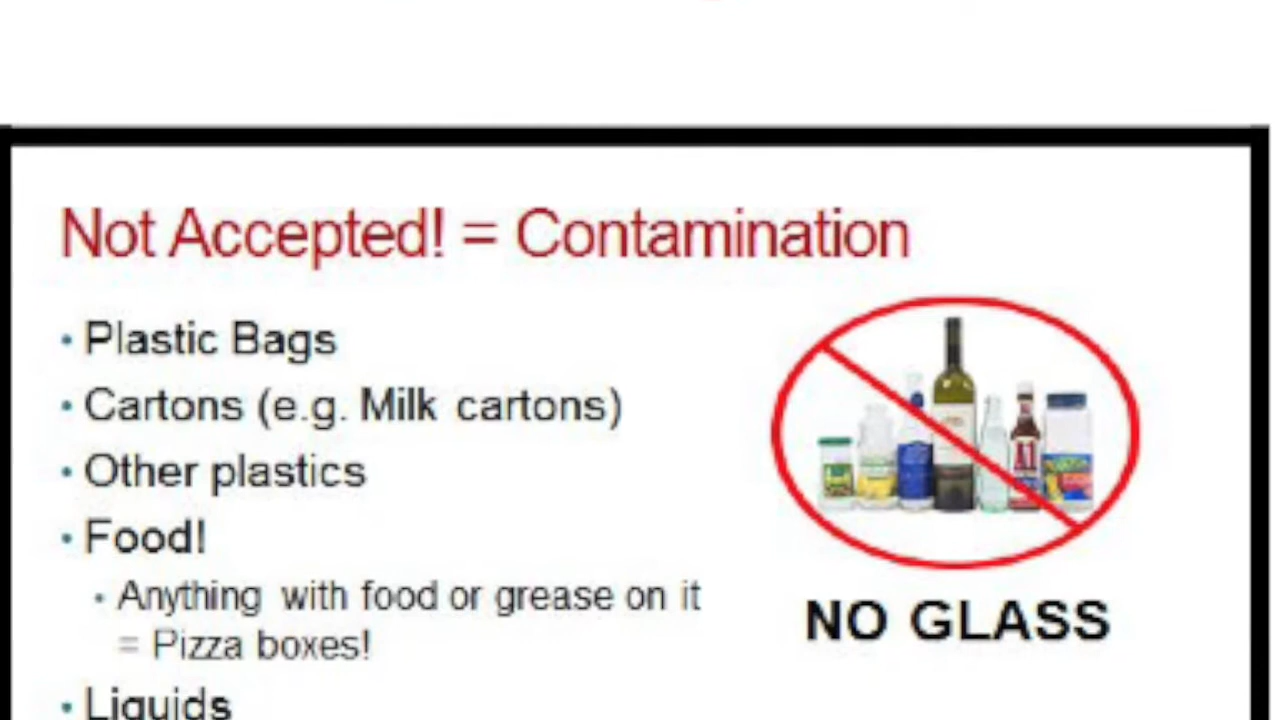 Not Accepted! = Contamination
• Plastic Bags
• Cartons (e.g. Milk cartons)
• Other plastics
• Food!
• Anything with food or grease on it
= Pizza boxes!
• Liquids
A1
NO GLASS